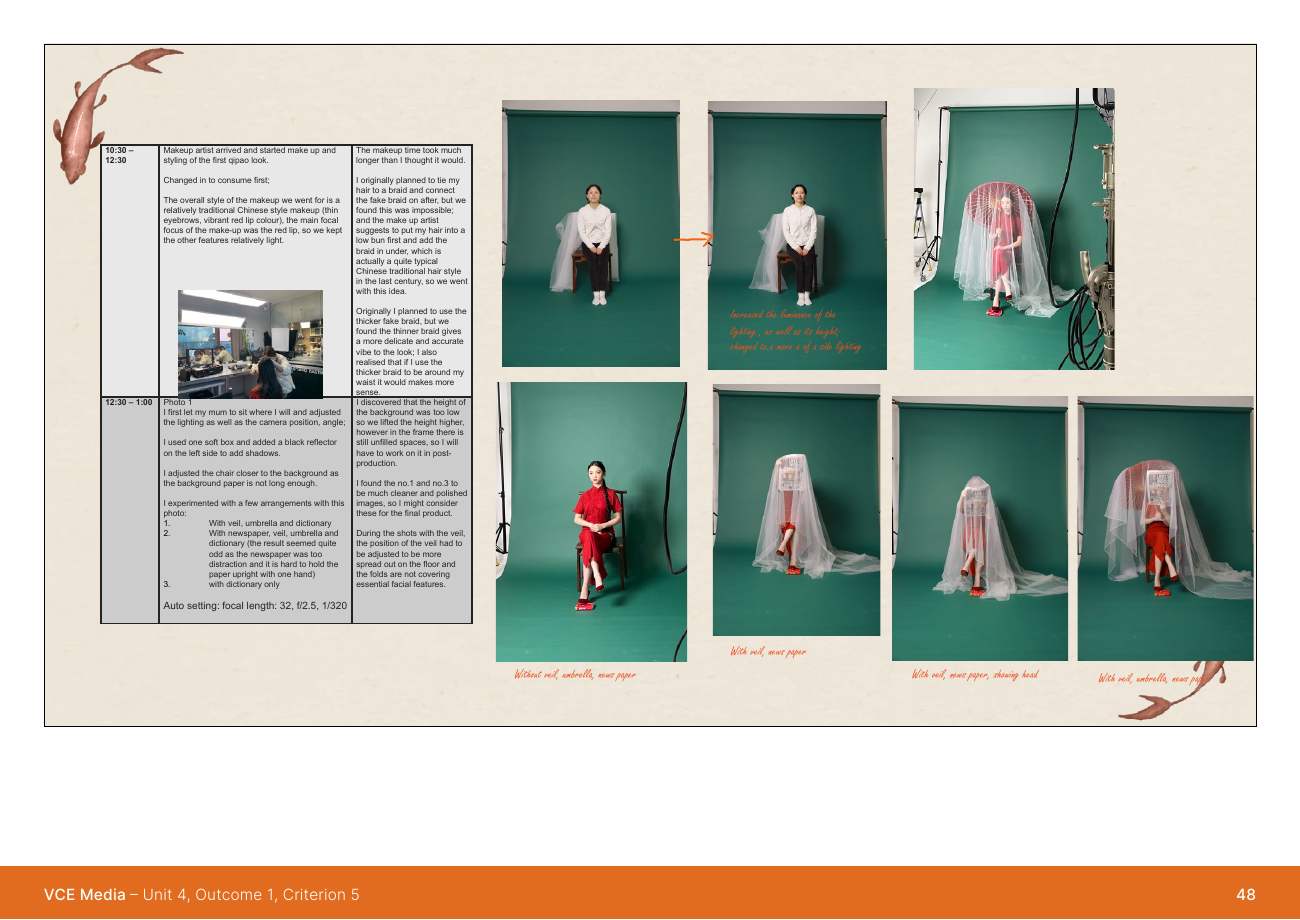 10:30 –
12:30
Makeup artist arrived and started make up and
styling of the first qipao look.
Changed in to consume first;
The overall style of the makeup we went for is a
relatively traditional Chinese style makeup (thin
eyebrows, vibrant red lip colour), the main focal
focus of the make-up was the red lip, so we kept
the other features relatively light.
The makeup time took much
longer than I thought it would.
I originally planned to tie my
hair to a braid and connect
the fake braid on after, but we
found this was impossible;
and the make up artist
suggests to put my hair into a
low bun first and add the
braid in under, which is
actually a quite typical
Chinese traditional hair style
in the last century, so we went
with this idea.
Originally I planned to use the
thicker fake braid, but we
found the thinner braid gives
a more delicate and accurate
vibe to the look; I also
realised that if I use the
thicker braid to be around my
waist it would makes more
sense.
12:30 – 1:00
Photo 1
I first let my mum to sit where I will and adjusted
the lighting as well as the camera position, angle;
I used one soft box and added a black reflector
on the left side to add shadows.
I adjusted the chair closer to the background as
the background paper is not long enough.
I experimented with a few arrangements with this
photo:
1. With veil, umbrella and dictionary
2. With newspaper, veil, umbrella and
dictionary (the result seemed quite
odd as the newspaper was too
distraction and it is hard to hold the
paper upright with one hand)
3. with dictionary only
Auto setting: focal length: 32, f/2.5, 1/320
I discovered that the height of
the background was too low
so we lifted the height higher,
however in the frame there is
still unfilled spaces, so I will
have to work on it in post-
production.
I found the no.1 and no.3 to
be much cleaner and polished
images, so I might consider
these for the final product.
During the shots with the veil,
the position of the veil had to
be adjusted to be more
spread out on the floor and
the folds are not covering
essential facial features.
Increased the luminance of the
lighting, as well as its height;
changed to a more of a side lighting
Without veil, umbrella, news paper
With veil, news paper
With veil, news paper, showing head
With veil, umbrella, news pap
VCE Media – Unit 4, Outcome 1, Criterion 5
48